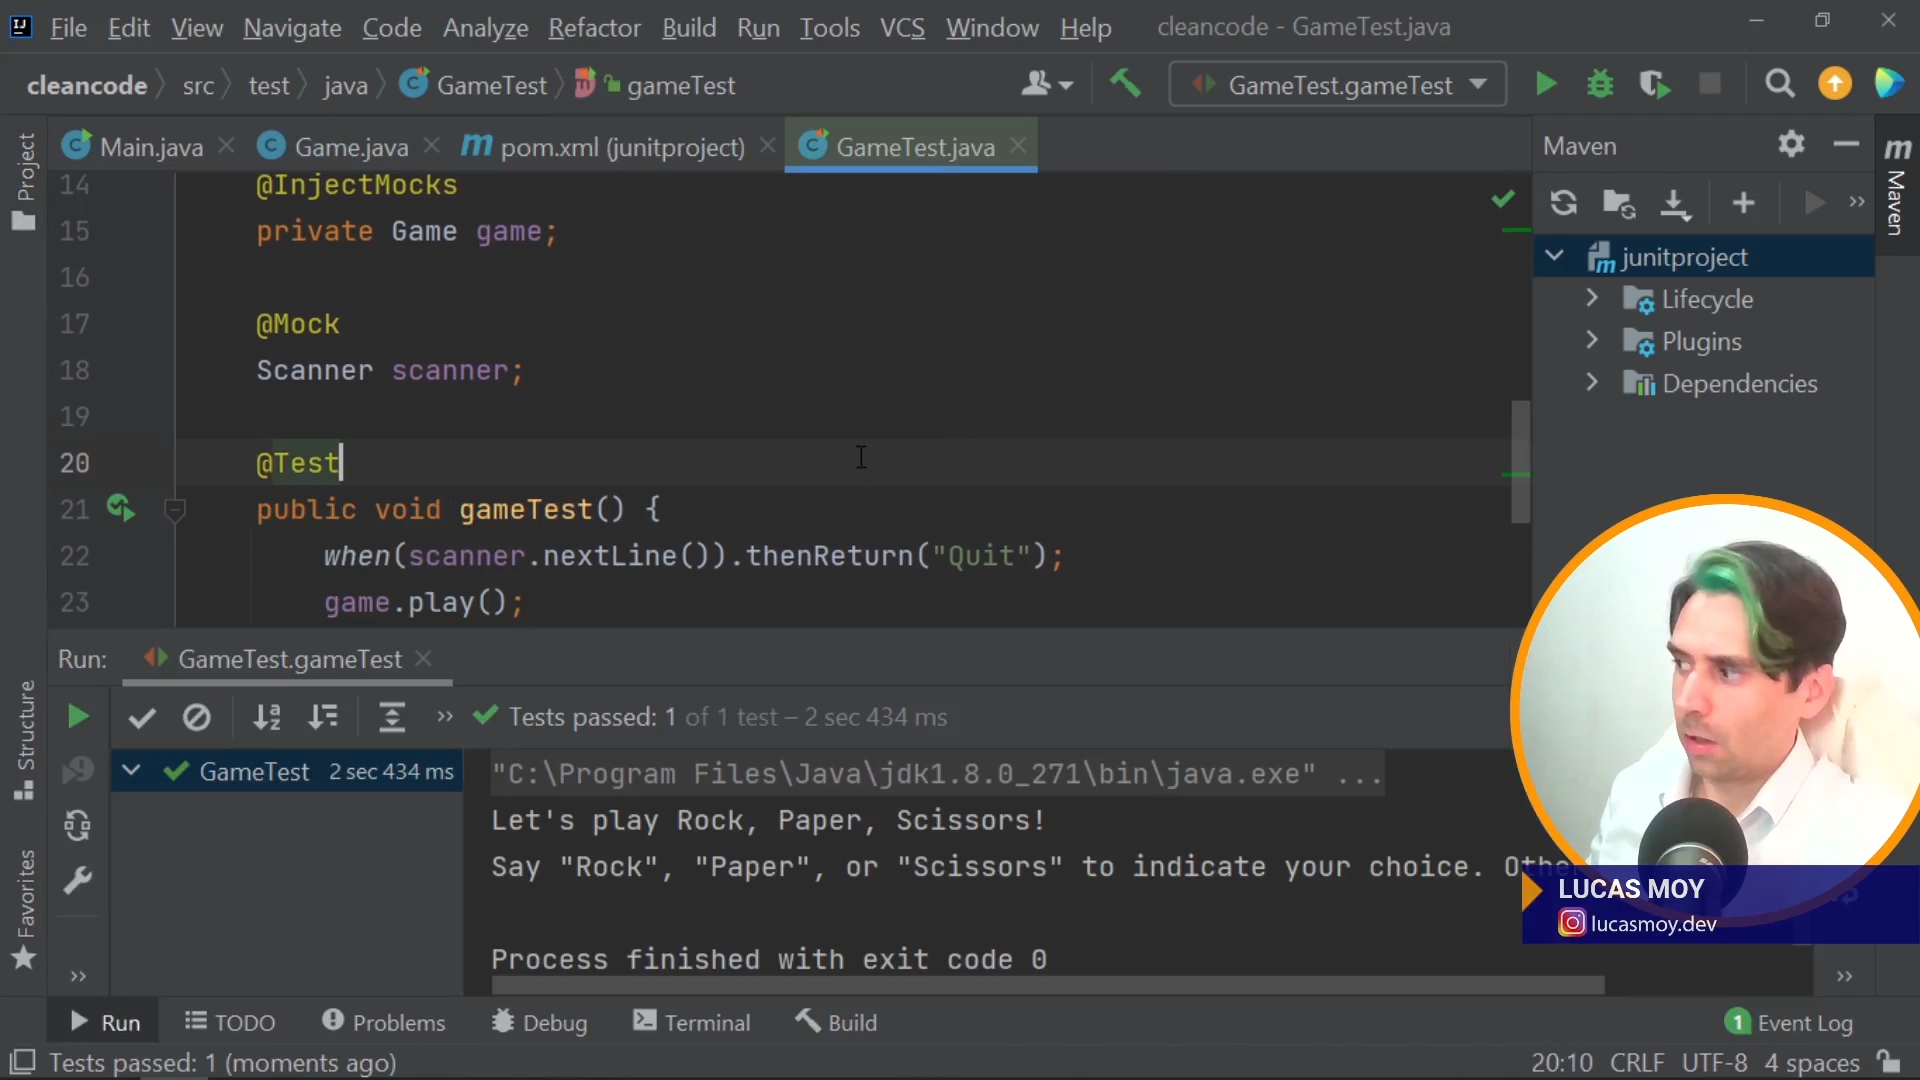 File Edit View Navigate Code Analyze Refactor Build Run Tools VCS Window Help cleancode - GameTest.java
cleancode src test java GameTest gameTest GameTest.gameTest
Main.java Game.java pom.xml (junitproject) GameTest.java
14 @InjectMocks
15 private Game game;
16
17 @Mock
18 Scanner scanner;
19
20 @Test
21 public void gameTest() {
22 when(scanner.nextLine()).thenReturn("Quit");
23 game.play();
Project
Structure
Favorites
Maven
junitproject
Lifecycle
Plugins
Dependencies
Maven
Run: GameTest.gameTest
Tests passed: 1 of 1 test – 2 sec 434 ms
GameTest 2 sec 434 ms
"C:\Program Files\Java\jdk1.8.0_271\bin\java.exe" ...
Let's play Rock, Paper, Scissors!
Say "Rock", "Paper", or "Scissors" to indicate your choice.
Process finished with exit code 0
LUCAS MOY
lucasmoy.dev
Run TODO Problems Debug Terminal Build 1 Event Log
Tests passed: 1 (moments ago) 20:10 CRLF UTF-8 4 spaces